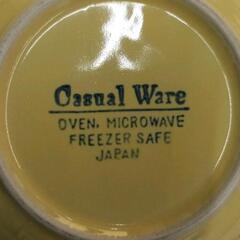 Casual Ware
OVEN, MICROWAVE
FREEZER SAFE
JAPAN